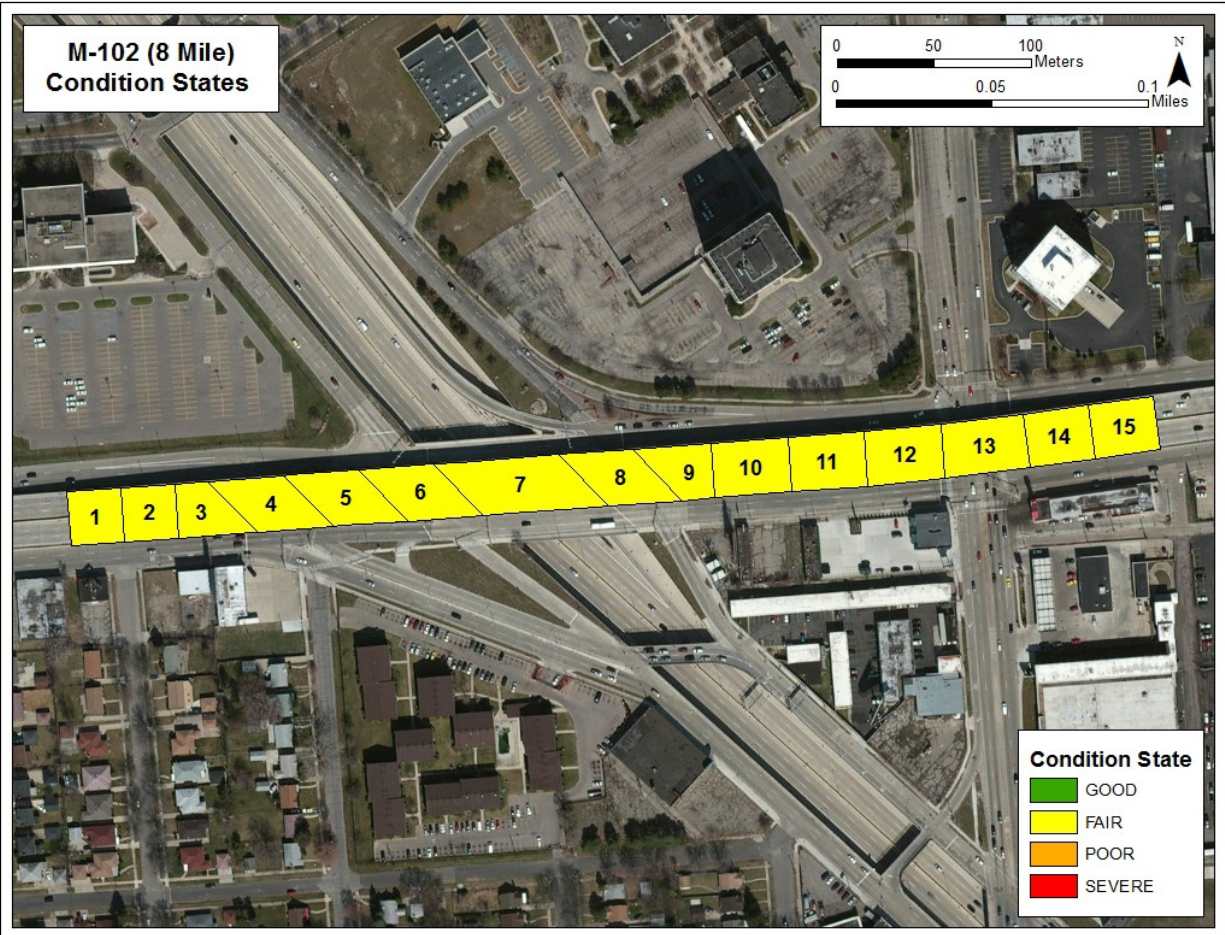 M-102 (8 Mile)
Condition States
0 50 100
Meters
0 0.05 0.1
Miles
N
1 2 3 4 5 6 7 8 9 10 11 12 13 14 15
Condition State
GOOD
FAIR
POOR
SEVERE